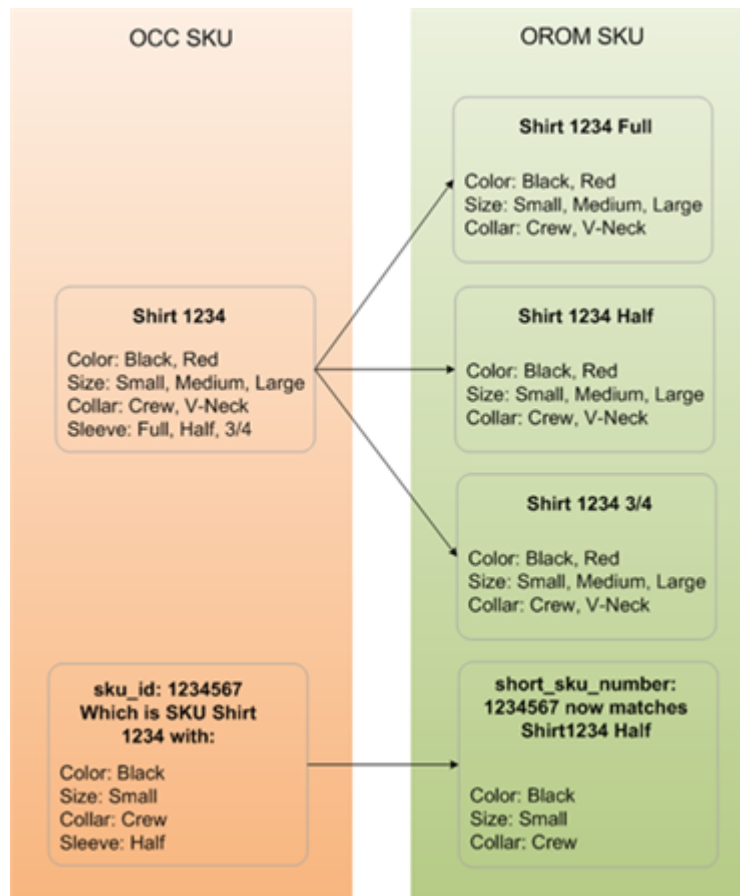 OCC SKU
Shirt 1234
Color: Black, Red
Size: Small, Medium, Large
Collar: Crew, V-Neck
Sleeve: Full, Half, 3/4
sku_id: 1234567
Which is SKU Shirt
1234 with:
Color: Black
Size: Small
Collar: Crew
Sleeve: Half
OROM SKU
Shirt 1234 Full
Color: Black, Red
Size: Small, Medium, Large
Collar: Crew, V-Neck
Shirt 1234 Half
Color: Black, Red
Size: Small, Medium, Large
Collar: Crew, V-Neck
Shirt 1234 3/4
Color: Black, Red
Size: Small, Medium, Large
Collar: Crew, V-Neck
short_sku_number:
1234567 now matches
Shirt1234 Half
Color: Black
Size: Small
Collar: Crew